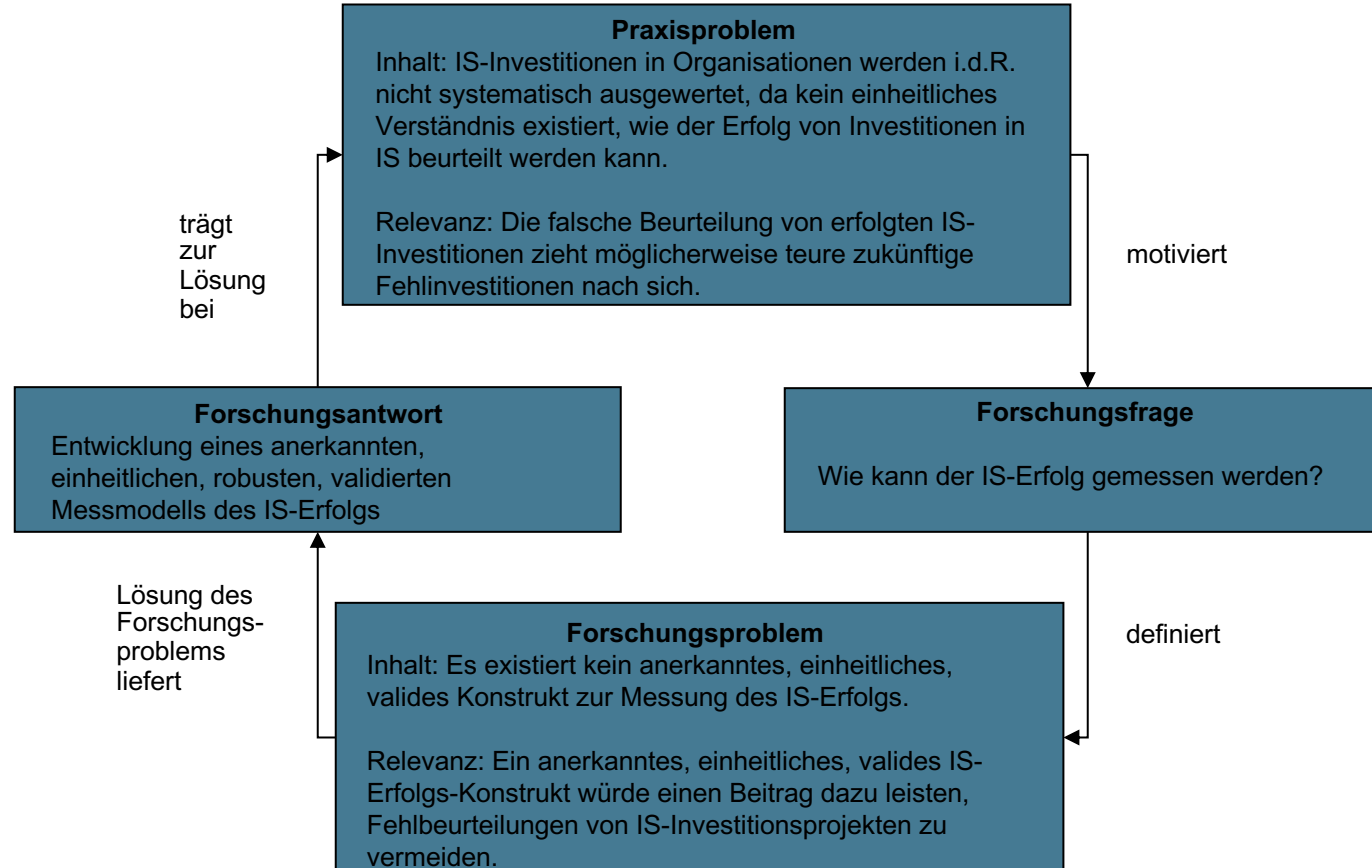 Praxisproblem
Inhalt: IS-Investitionen in Organisationen werden i.d.R.
nicht systematisch ausgewertet, da kein einheitliches
Verständnis existiert, wie der Erfolg von Investitionen in
IS beurteilt werden kann.
Relevanz: Die falsche Beurteilung von erfolgten IS-
Investitionen zieht möglicherweise teure zukünftige
Fehlinvestitionen nach sich.
trägt
zur
Lösung
bei
motiviert
Forschungsantwort
Entwicklung eines anerkannten,
einheitlichen, robusten, validierten
Messmodells des IS-Erfolgs
Forschungsfrage
Wie kann der IS-Erfolg gemessen werden?
Lösung des
Forschungs-
problems
liefert
definiert
Forschungsproblem
Inhalt: Es existiert kein anerkanntes, einheitliches,
valides Konstrukt zur Messung des IS-Erfolgs.
Relevanz: Ein anerkanntes, einheitliches, valides IS-
Erfolgs-Konstrukt würde einen Beitrag dazu leisten,
Fehlbeurteilungen von IS-Investitionsprojekten zu
vermeiden.